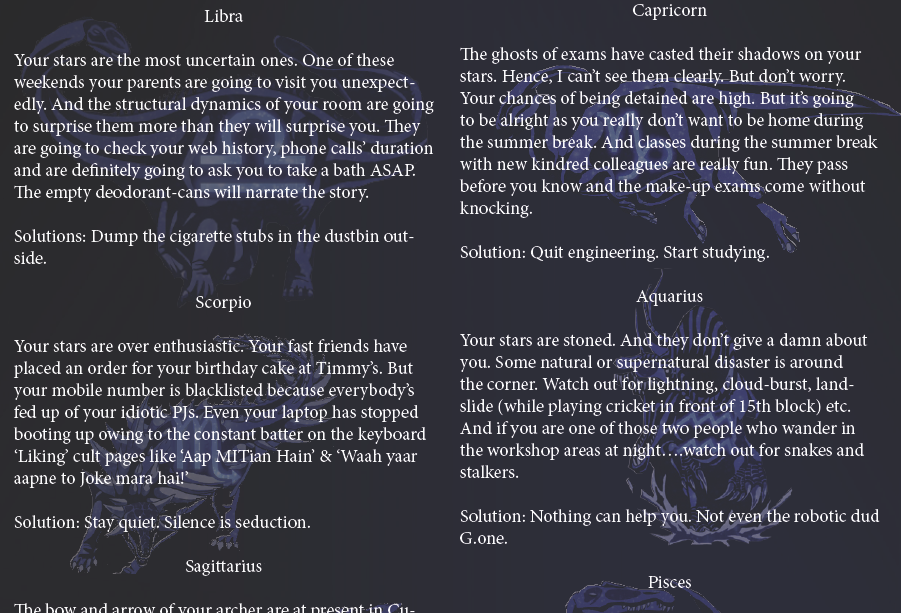 Libra
Your stars are the most uncertain ones. One of these
weekends your parents are going to visit you unexpect-
edly. And the structural dynamics of your room are going
to surprise them more than they will surprise you. They
are going to check your web history, phone calls’ duration
and are definitely going to ask you to take a bath ASAP.
The empty deodorant-cans will narrate the story.
Solutions: Dump the cigarette stubs in the dustbin out-
side.
Scorpio
Your stars are over enthusiastic. Your fast friends have
placed an order for your birthday cake at Timmy’s. But
your mobile number is blacklisted because everybody’s
fed up of your idiotic PJs. Even your laptop has stopped
booting up owing to the constant batter on the keyboard
‘Liking’ cult pages like ‘Aap MITian Hain’ & ‘Waah yaar
aapne to Joke mara hai!’
Solution: Stay quiet. Silence is seduction.
Sagittarius
The bow and arrow of your archer are at present in Cu-
Capricorn
The ghosts of exams have casted their shadows on your
stars. Hence, I can’t see them clearly. But don’t worry.
Your chances of being detained are high. But it’s going
to be alright as you really don’t want to be home during
the summer break. And classes during the summer break
with new kindred colleagues are really fun. They pass
before you know and the make-up exams come without
knocking.
Solution: Quit engineering. Start studying.
Aquarius
Your stars are stoned. And they don’t give a damn about
you. Some natural or supernatural disaster is around
the corner. Watch out for lightning, cloud-burst, land-
slide (while playing cricket in front of 15th block) etc.
And if you are one of those two people who wander in
the workshop areas at night….watch out for snakes and
stalkers.
Solution: Nothing can help you. Not even the robotic dud
G.one.
Pisces